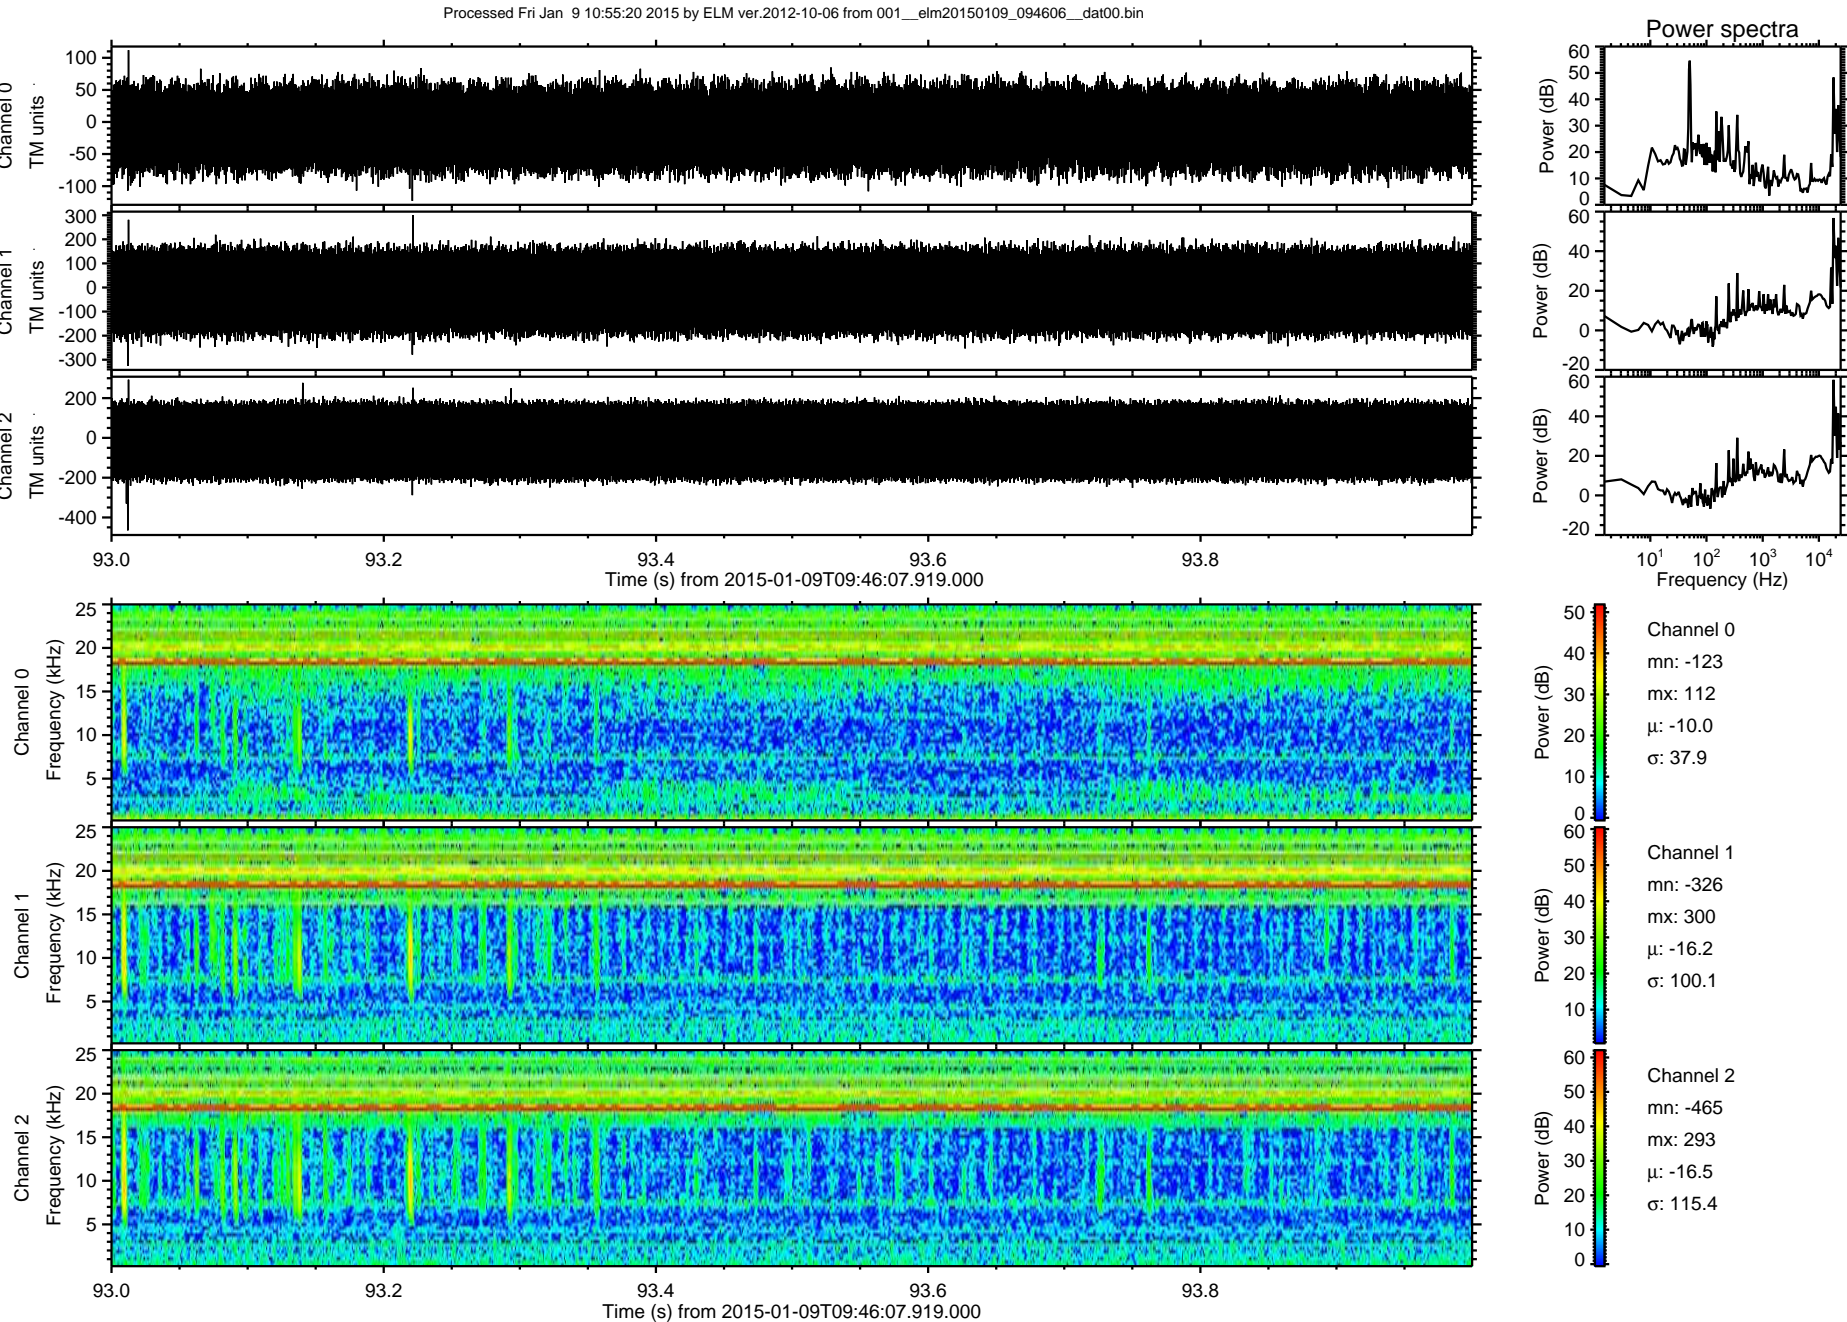 Processed Fri Jan  9 10:55:20 2015 by ELM ver.2012-10-06 from 001__elm20150109_094606__dat00.bin
Power spectra
Channel 0
TM units
100
50
0
-50
-100
Power (dB)
60
50
40
30
20
10
0
Channel 1
TM units
300
200
100
0
-100
-200
-300
Power (dB)
60
40
20
0
-20
Channel 2
TM units
200
0
-200
-400
Power (dB)
60
40
20
0
-20
93.0 93.2 93.4 93.6 93.8
Time (s) from 2015-01-09T09:46:07.919.000
10^1 10^2 10^3 10^4
Frequency (Hz)
Channel 0
Frequency (kHz)
25
20
15
10
5
Power (dB)
50
40
30
20
10
0
Channel 0
mn: -123
mx: 112
μ: -10.0
σ: 37.9
Channel 1
Frequency (kHz)
25
20
15
10
5
Power (dB)
60
50
40
30
20
10
Channel 1
mn: -326
mx: 300
μ: -16.2
σ: 100.1
Channel 2
Frequency (kHz)
25
20
15
10
5
Power (dB)
60
50
40
30
20
10
0
Channel 2
mn: -465
mx: 293
μ: -16.5
σ: 115.4
93.0 93.2 93.4 93.6 93.8
Time (s) from 2015-01-09T09:46:07.919.000